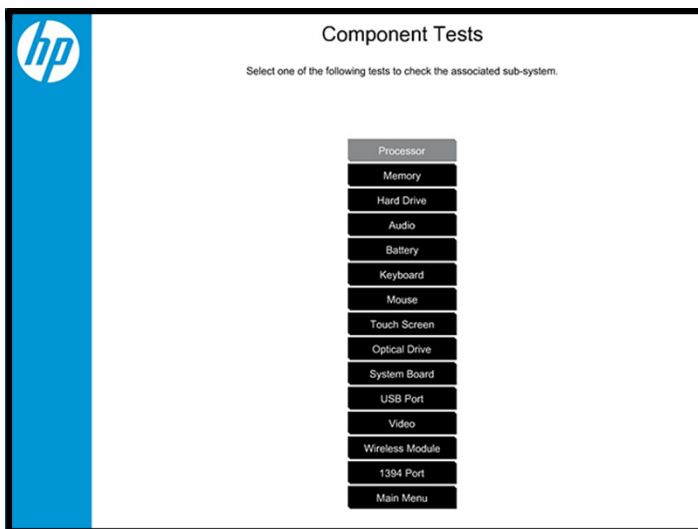 hp
Component Tests
Select one of the following tests to check the associated sub-system.
Processor
Memory
Hard Drive
Audio
Battery
Keyboard
Mouse
Touch Screen
Optical Drive
System Board
USB Port
Video
Wireless Module
1394 Port
Main Menu